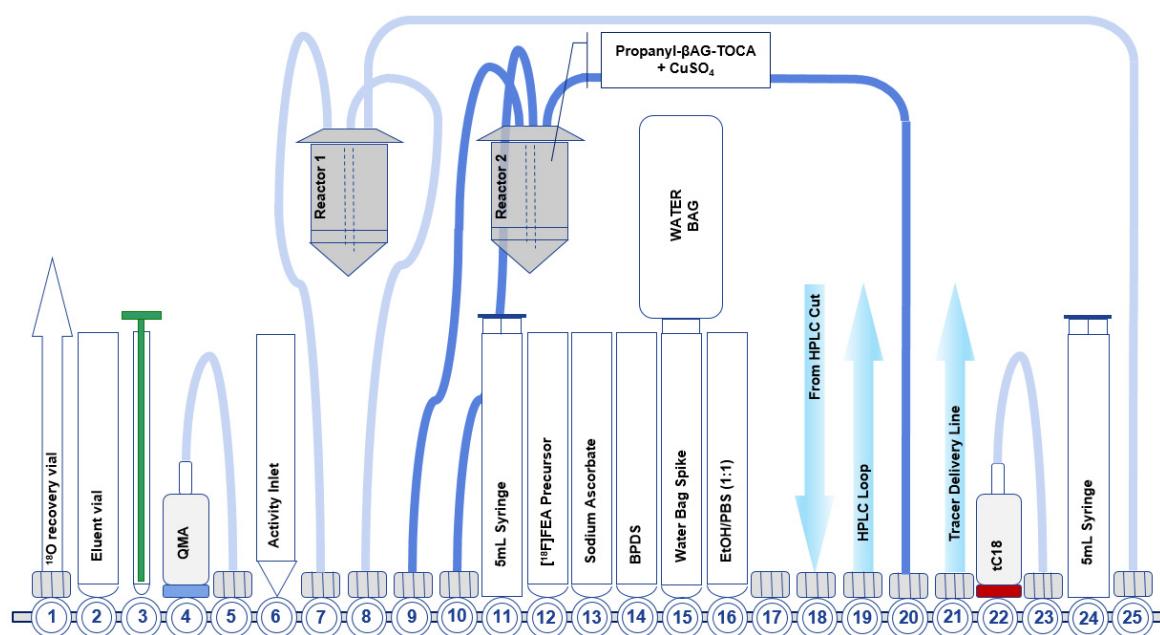 Propanyl-βAG-TOCA
+ CuSO₄
Reactor 1
Reactor 2
WATER
BAG
¹⁸O recovery vial
Eluent vial
QMA
Activity Inlet
5mL Syringe
[¹⁸F]FEA Precursor
Sodium Ascorbate
BPDS
Water Bag Spike
EtOH/PBS (1:1)
From HPLC Cut
HPLC Loop
Tracer Delivery Line
tC18
5mL Syringe
1 2 3 4 5 6 7 8 9 10 11 12 13 14 15 16 17 18 19 20 21 22 23 24 25